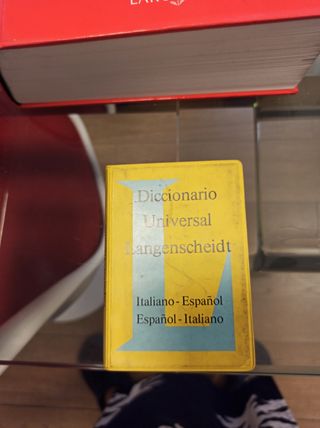 Diccionario
Universal
Langenscheidt
Italiano - Español
Español - Italiano